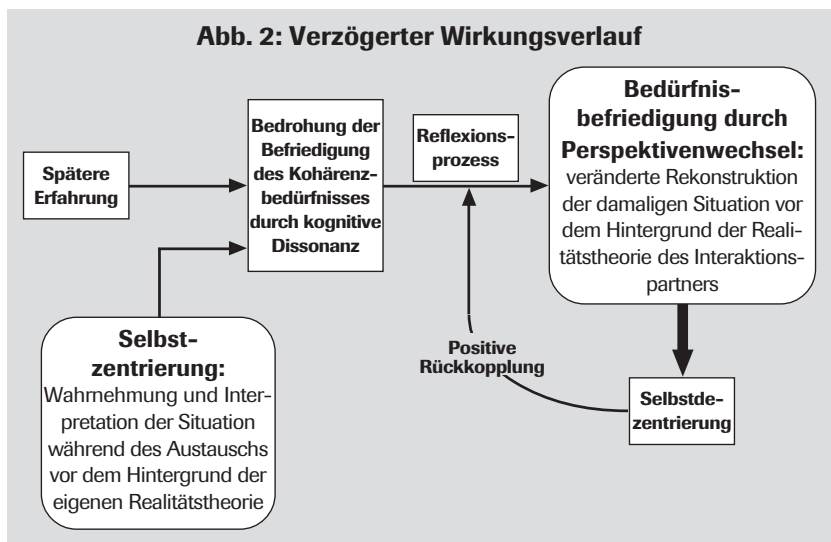 Abb. 2: Verzögerter Wirkungsverlauf
Spätere
Erfahrung
Bedrohung der
Befriedigung
des Kohärenz-
bedürfnisses
durch kognitive
Dissonanz
Reflexions-
prozess
Bedürfnis-
befriedigung durch
Perspektivenwechsel:
veränderte Rekonstruktion
der damaligen Situation vor
dem Hintergrund der Reali-
tätstheorie des Interaktions-
partners
Selbst-
zentrierung:
Wahrnehmung und Inter-
pretation der Situation
während des Austauschs
vor dem Hintergrund der
eigenen Realitätstheorie
Positive
Rückkopplung
Selbstde-
zentrierung